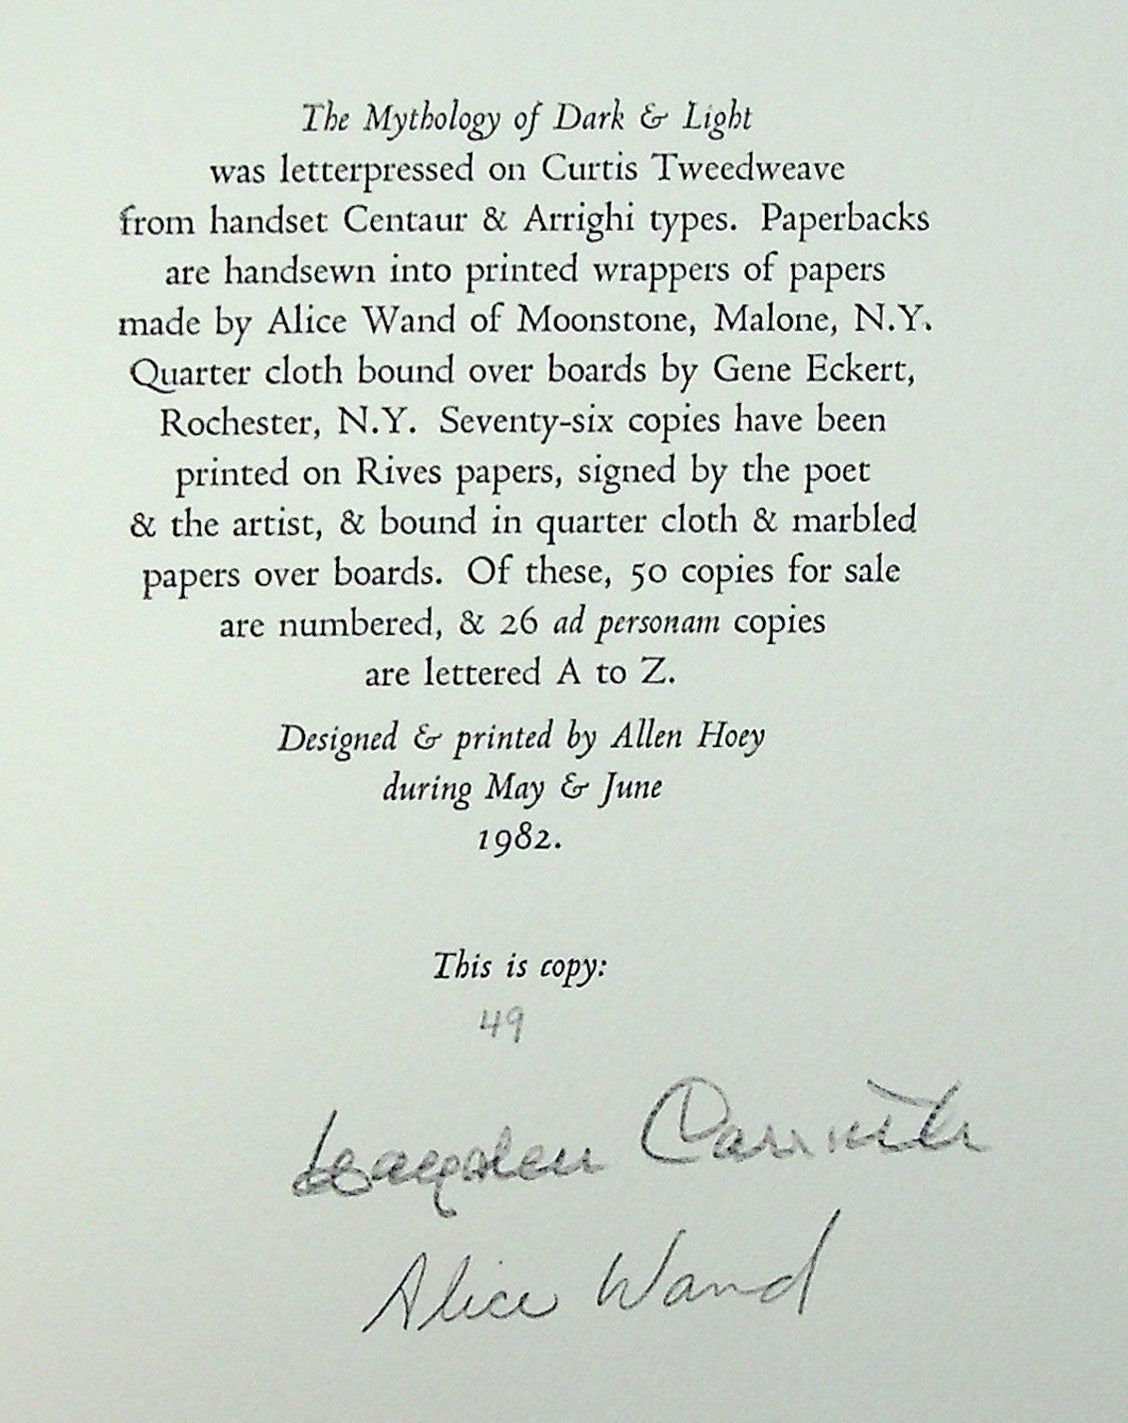 The Mythology of Dark & Light
was letterpressed on Curtis Tweedweave
from handset Centaur & Arrighi types. Paperbacks
are handsewn into printed wrappers of papers
made by Alice Wand of Moonstone, Malone, N.Y.
Quarter cloth bound over boards by Gene Eckert,
Rochester, N.Y. Seventy-six copies have been
printed on Rives papers, signed by the poet
& the artist, & bound in quarter cloth & marbled
papers over boards. Of these, 50 copies for sale
are numbered, & 26 ad personam copies
are lettered A to Z.
Designed & printed by Allen Hoey
during May & June
1982.
This is copy:
49
Hayden Carruth
Alice Wand